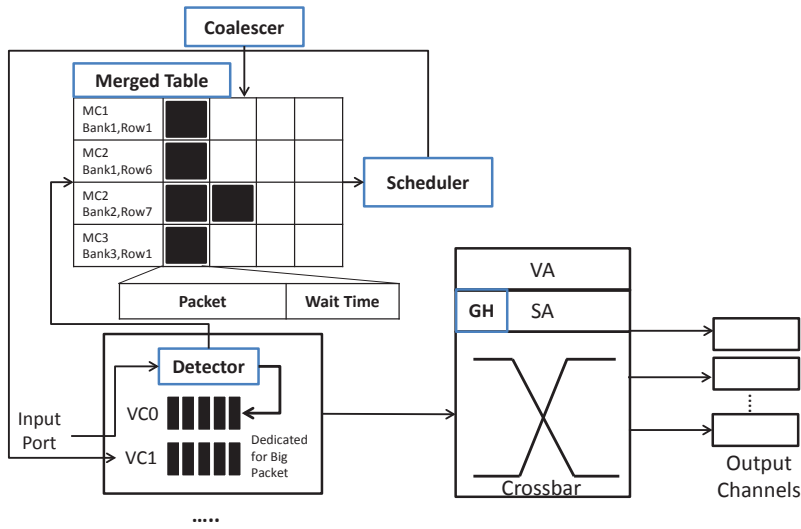 Coalescer
Merged Table
MC1
Bank1,Row1
MC2
Bank1,Row6
MC2
Bank2,Row7
MC3
Bank3,Row1
Scheduler
Packet
Wait Time
Detector
VC0
VC1
Dedicated
for Big
Packet
Input
Port
.....
VA
GH
SA
Crossbar
Output
Channels